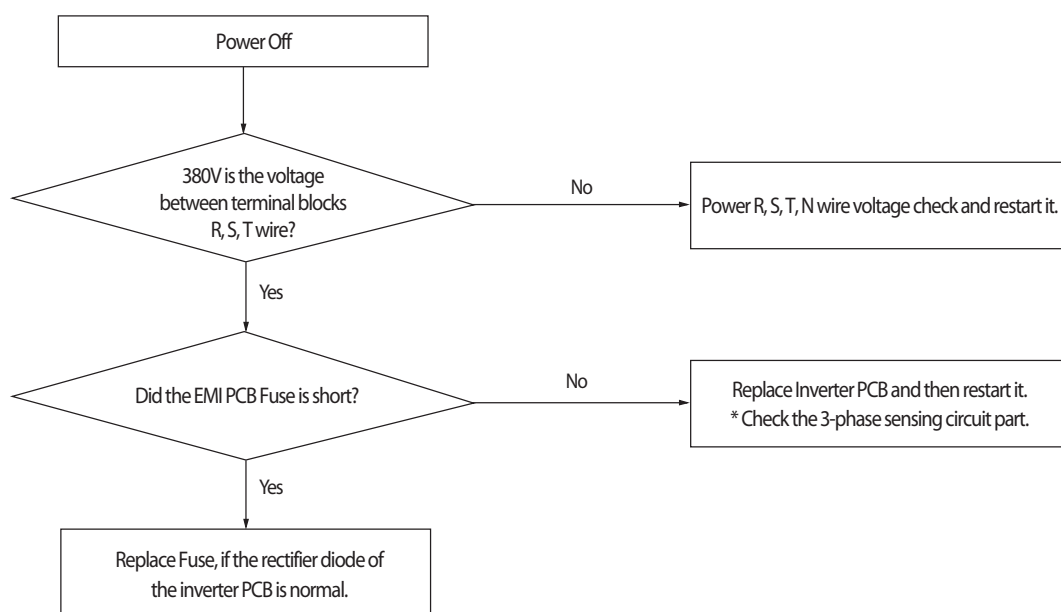 Power Off
380V is the voltage
between terminal blocks
R, S, T wire?
No
Power R, S, T, N wire voltage check and restart it.
Yes
Did the EMI PCB Fuse is short?
No
Replace Inverter PCB and then restart it.
* Check the 3-phase sensing circuit part.
Yes
Replace Fuse, if the rectifier diode of
the inverter PCB is normal.